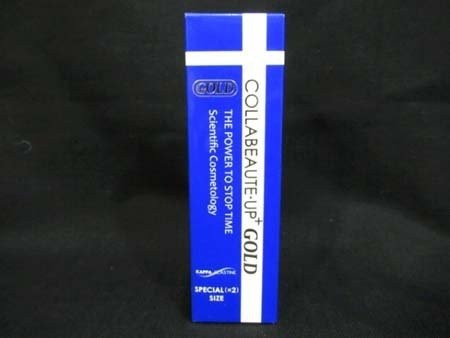 GOLD
COLLABEAUTE-UP+ GOLD
THE POWER TO STOP TIME
Scientific Cosmetology
SPECIAL(×2)
SIZE